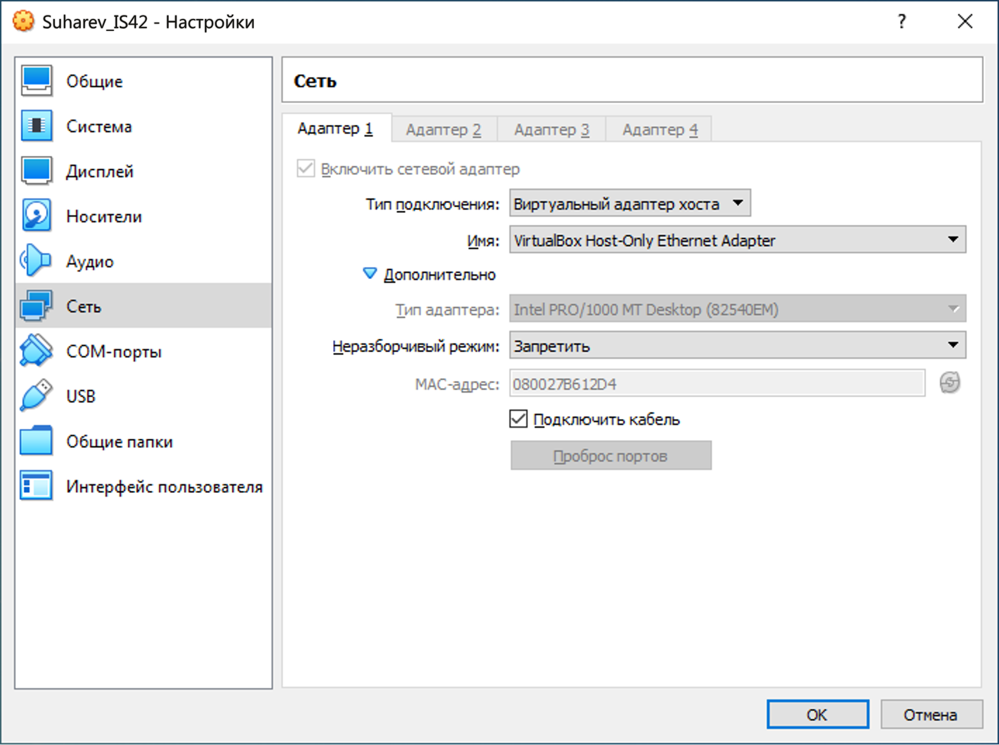 Suharev_IS42 - Настройки
?
Общие
Система
Дисплей
Носители
Аудио
Сеть
COM-порты
USB
Общие папки
Интерфейс пользователя
Сеть
Адаптер 1 Адаптер 2 Адаптер 3 Адаптер 4
Включить сетевой адаптер
Тип подключения: Виртуальный адаптер хоста
Имя: VirtualBox Host-Only Ethernet Adapter
Дополнительно
Тип адаптера: Intel PRO/1000 MT Desktop (82540EM)
Неразборчивый режим: Запретить
MAC-адрес: 080027B612D4
Подключить кабель
Проброс портов
OK Отмена